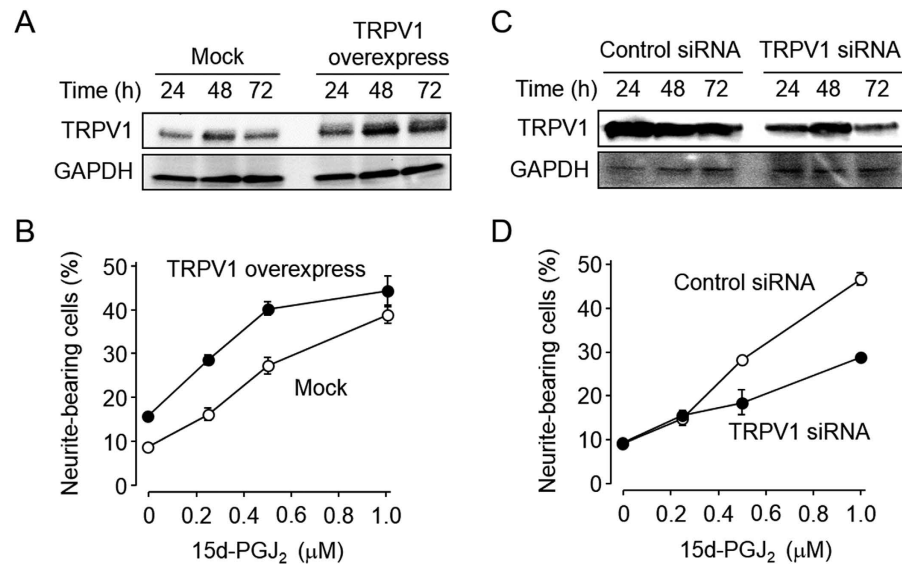 A
Mock
TRPV1
overexpress
Time (h)
24 48 72
24 48 72
TRPV1
GAPDH
B
Neurite-bearing cells (%)
50
40
30
20
10
0
TRPV1 overexpress
Mock
0 0.2 0.4 0.6 0.8 1.0
15d-PGJ₂ (μM)
C
Control siRNA
TRPV1 siRNA
Time (h)
24 48 72
24 48 72
TRPV1
GAPDH
D
Neurite-bearing cells (%)
50
40
30
20
10
0
Control siRNA
TRPV1 siRNA
0 0.2 0.4 0.6 0.8 1.0
15d-PGJ₂ (μM)